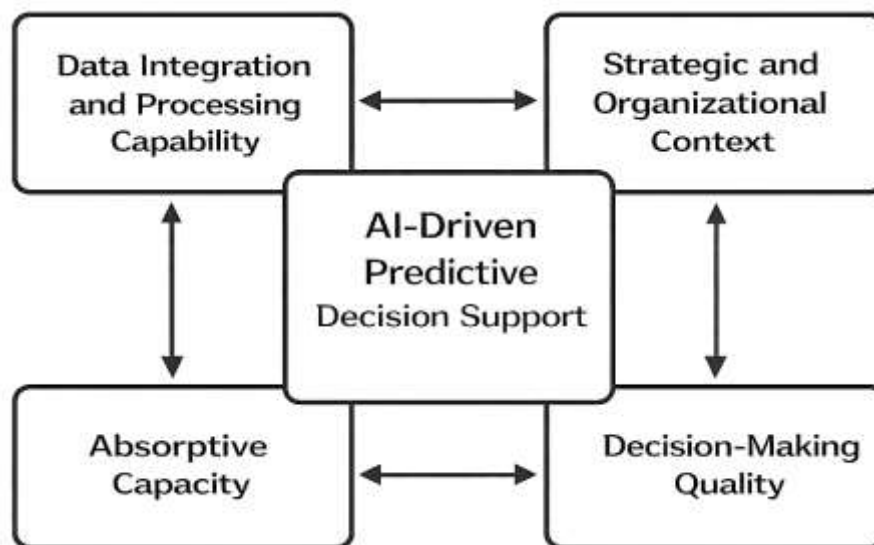 Data Integration
and Processing
Capability
Strategic and
Organizational
Context
AI-Driven
Predictive
Decision Support
Absorptive
Capacity
Decision-Making
Quality